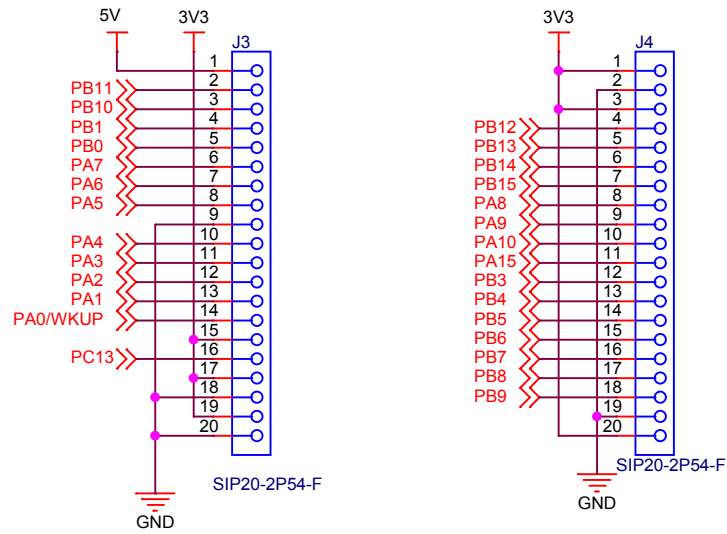 5V
3V3
J3
1
PB11
2
PB10
3
PB1
4
PB0
5
PA7
6
PA6
7
PA5
8
9
PA4
10
PA3
11
PA2
12
PA1
13
PA0/WKUP
14
15
PC13
16
17
18
19
20
SIP20-2P54-F
GND
3V3
J4
1
2
3
PB12
4
PB13
5
PB14
6
PB15
7
PA8
8
PA9
9
PA10
10
PA15
11
PB3
12
PB4
13
PB5
14
PB6
15
PB7
16
PB8
17
PB9
18
19
20
SIP20-2P54-F
GND